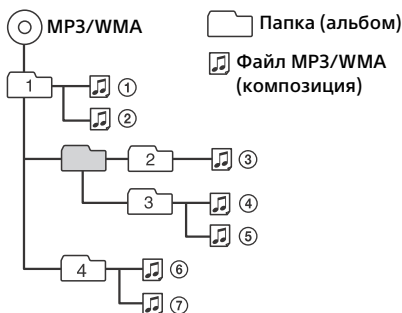 MP3/WMA
Папка (альбом)
Файл MP3/WMA
(композиция)
1
①
②
2
③
3
④
⑤
4
⑥
⑦